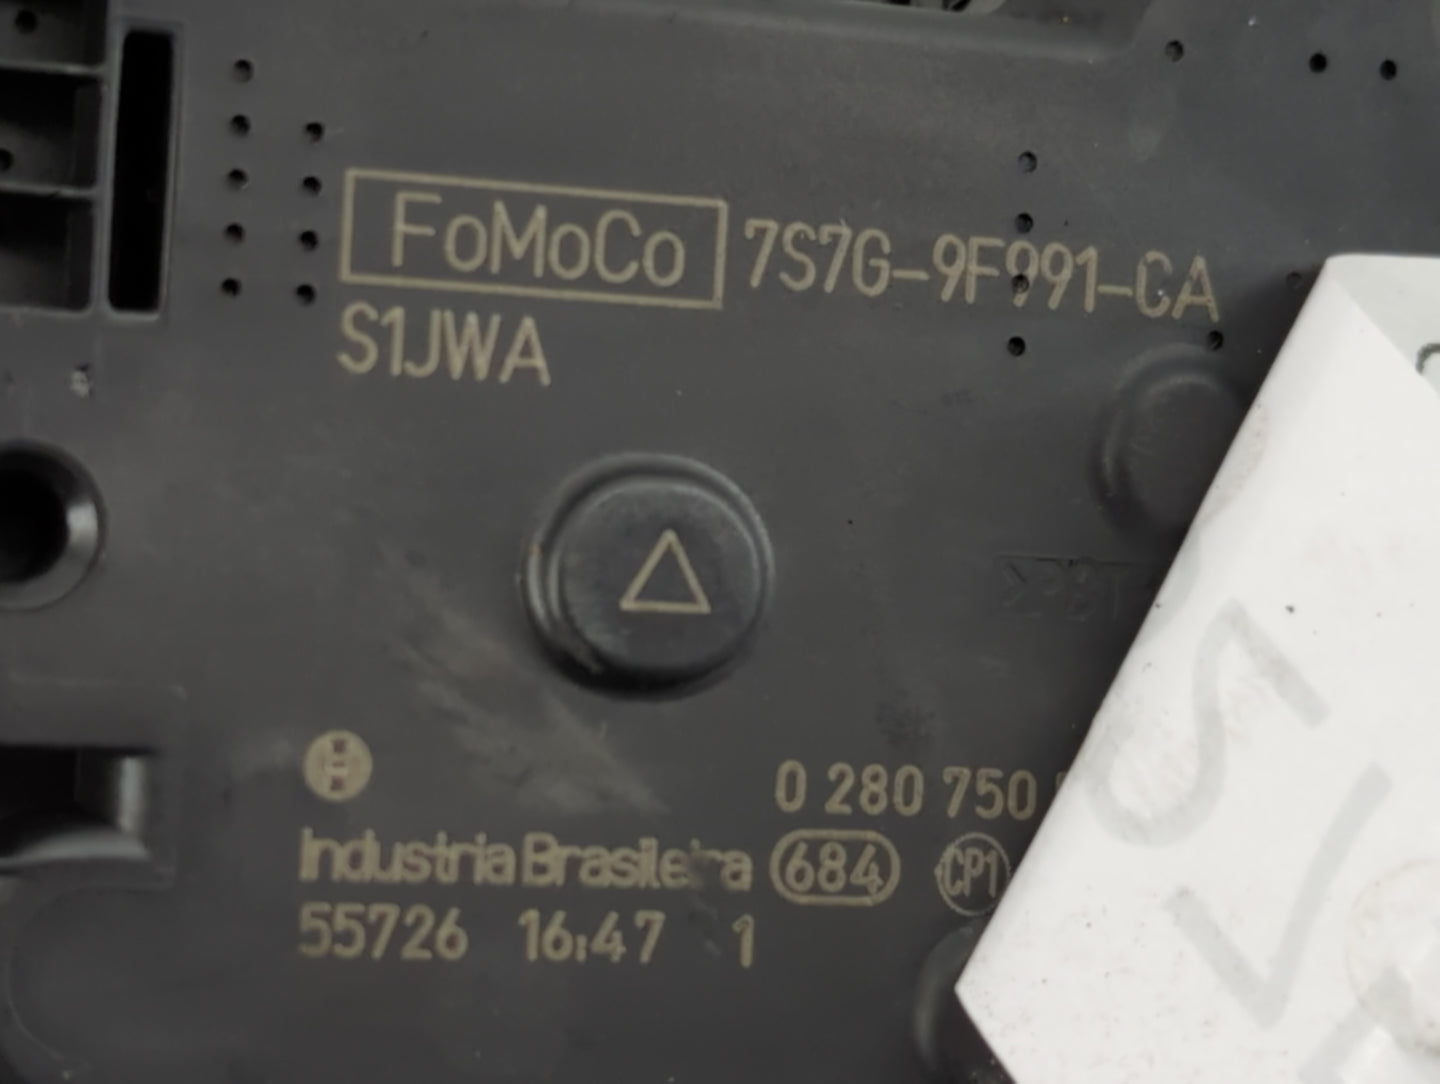 FoMoCo 7S7G-9F991-CA
S1JWA
0 280 750
Industria Brasileira 684 CP1
55726 16:47 1